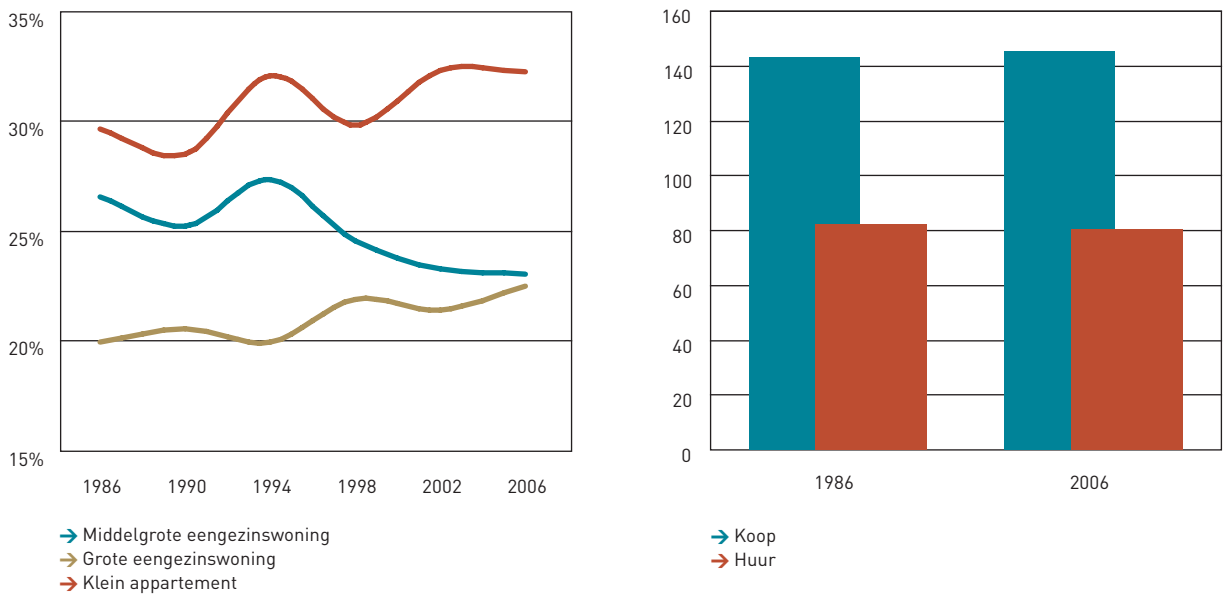 35%
30%
25%
20%
15%
1986 1990 1994 1998 2002 2006
→ Middelgrote eengezinswoning
→ Grote eengezinswoning
→ Klein appartement
160
140
120
100
80
60
40
20
0
1986 2006
→ Koop
→ Huur